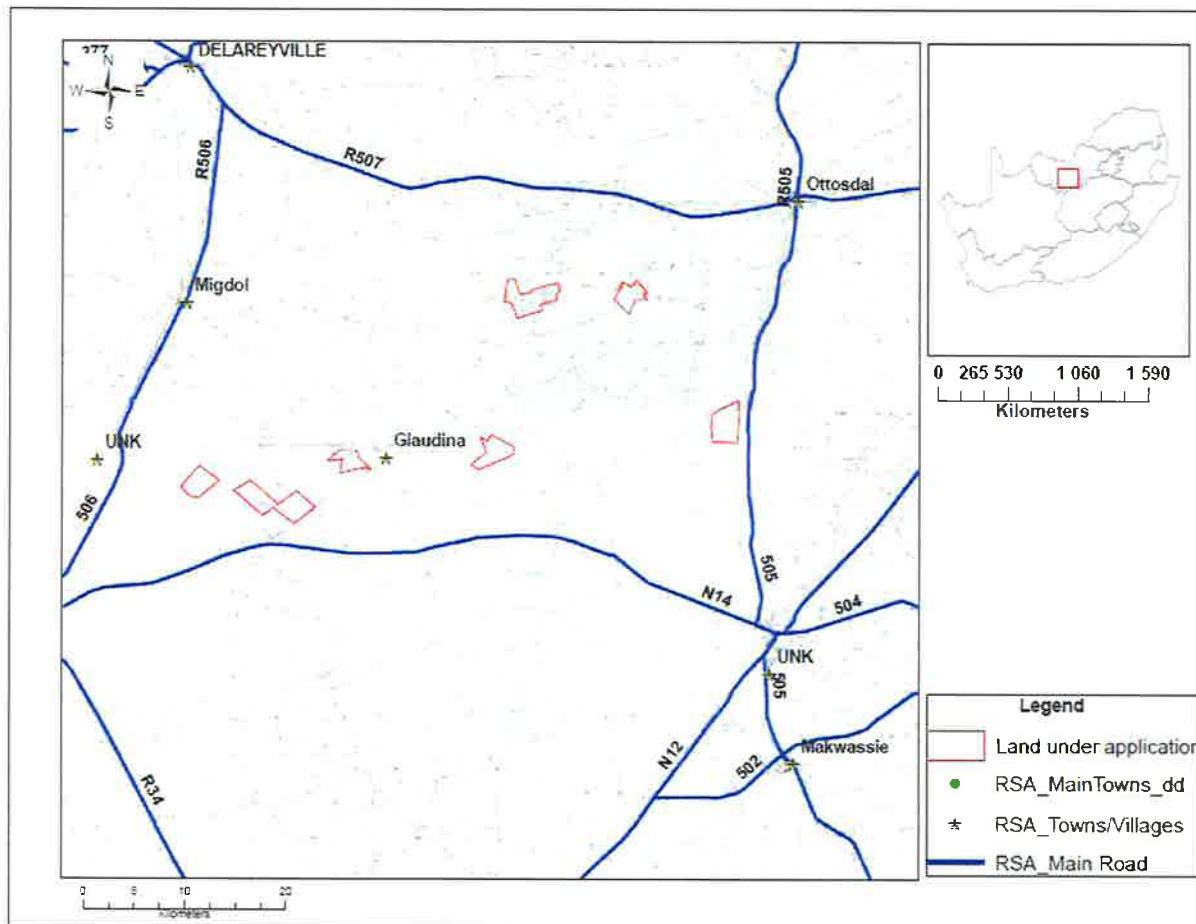 277
DELAREYVILLE
N
W E
S
R506
R507
R505
Ottosdal
Migdol
UNK
Glaudina
506
505
N14
504
UNK
505
N12
Makwassie
502
R34
0 5 10 20
Kilometers
0 265 530 1 060 1 590
Kilometers
Legend
Land under application
RSA_MainTowns_dd
RSA_Towns/Villages
RSA_Main Road